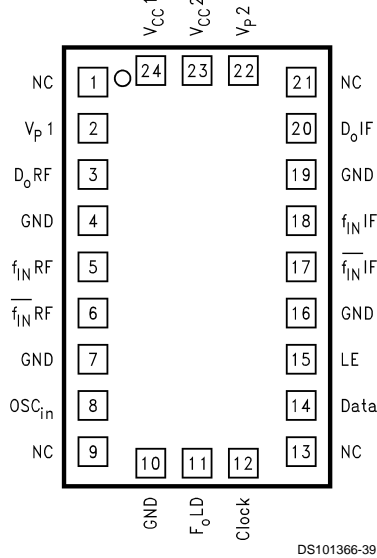 V_CC 1
V_CC 2
V_P 2
24
23
22
NC 1 21 NC
V_P 1 2 20 D_o IF
D_o RF 3 19 GND
GND 4 18 f_IN IF
f_IN RF 5 17 f̅_I̅N̅ IF
f̅_I̅N̅ RF 6 16 GND
GND 7 15 LE
OSC_in 8 14 Data
NC 9 13 NC
10
11
12
GND
F_o LD
Clock
DS101366-39